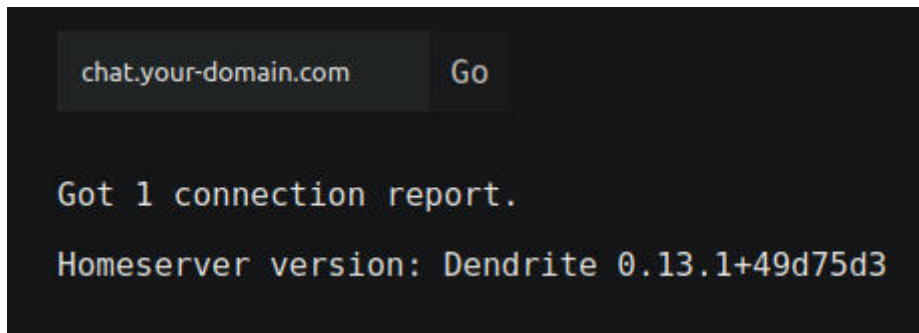 chat.your-domain.com Go
Got 1 connection report.
Homeserver version: Dendrite 0.13.1+49d75d3